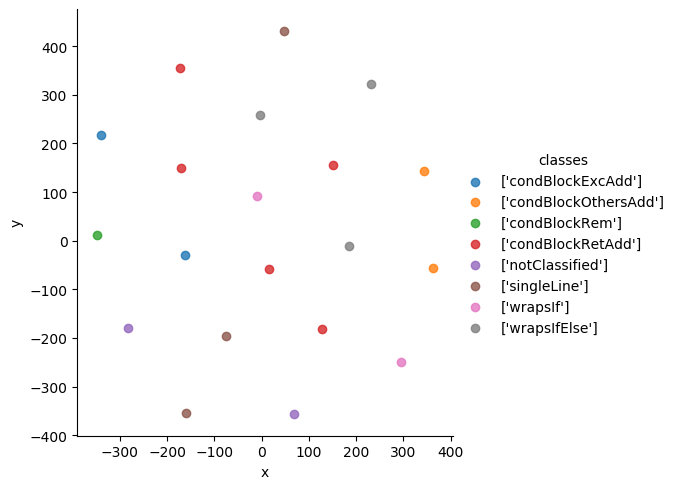 400
300
200
100
0
−100
−200
−300
−400
y
−300 −200 −100 0 100 200 300 400
x
classes
['condBlockExcAdd']
['condBlockOthersAdd']
['condBlockRem']
['condBlockRetAdd']
['notClassified']
['singleLine']
['wrapsIf']
['wrapsIfElse']